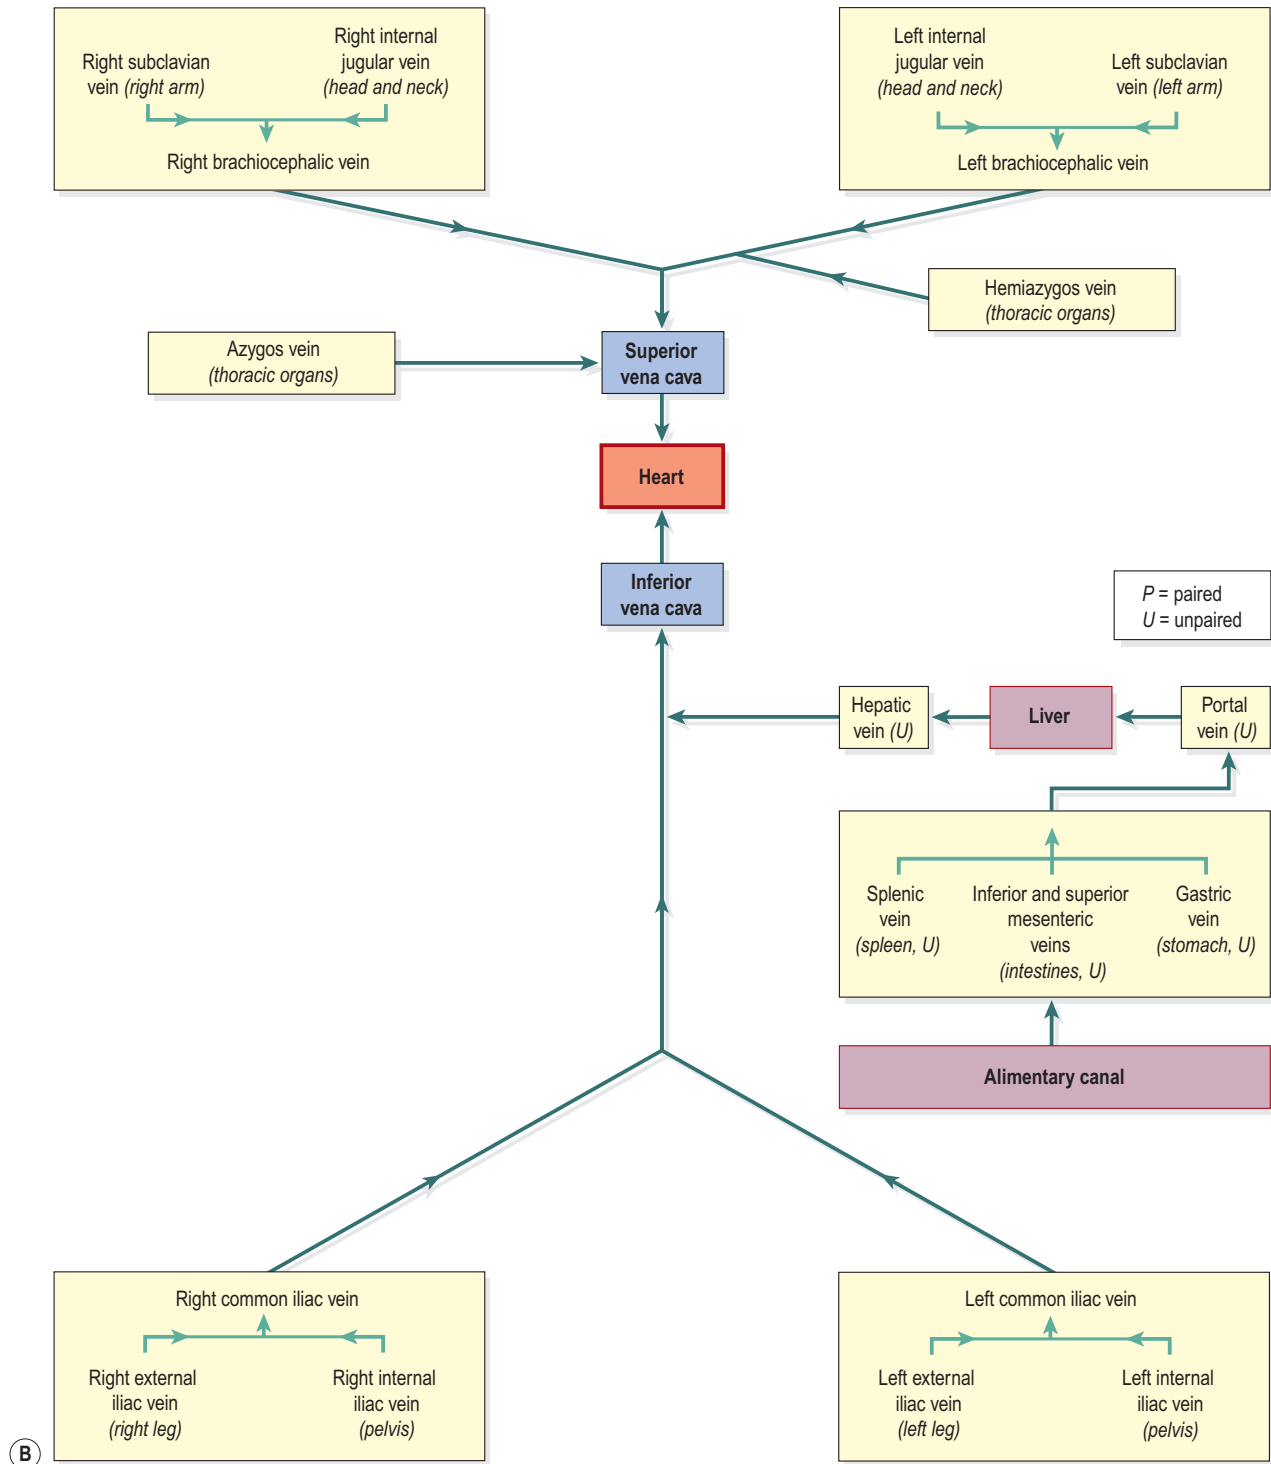 Right subclavian
vein (right arm)
Right internal
jugular vein
(head and neck)
Right brachiocephalic vein
Left internal
jugular vein
(head and neck)
Left subclavian
vein (left arm)
Left brachiocephalic vein
Hemiazygos vein
(thoracic organs)
Azygos vein
(thoracic organs)
Superior
vena cava
Heart
Inferior
vena cava
P = paired
U = unpaired
Hepatic
vein (U)
Liver
Portal
vein (U)
Splenic
vein
(spleen, U)
Inferior and superior
mesenteric
veins
(intestines, U)
Gastric
vein
(stomach, U)
Alimentary canal
Right common iliac vein
Right external
iliac vein
(right leg)
Right internal
iliac vein
(pelvis)
Left common iliac vein
Left external
iliac vein
(left leg)
Left internal
iliac vein
(pelvis)
B